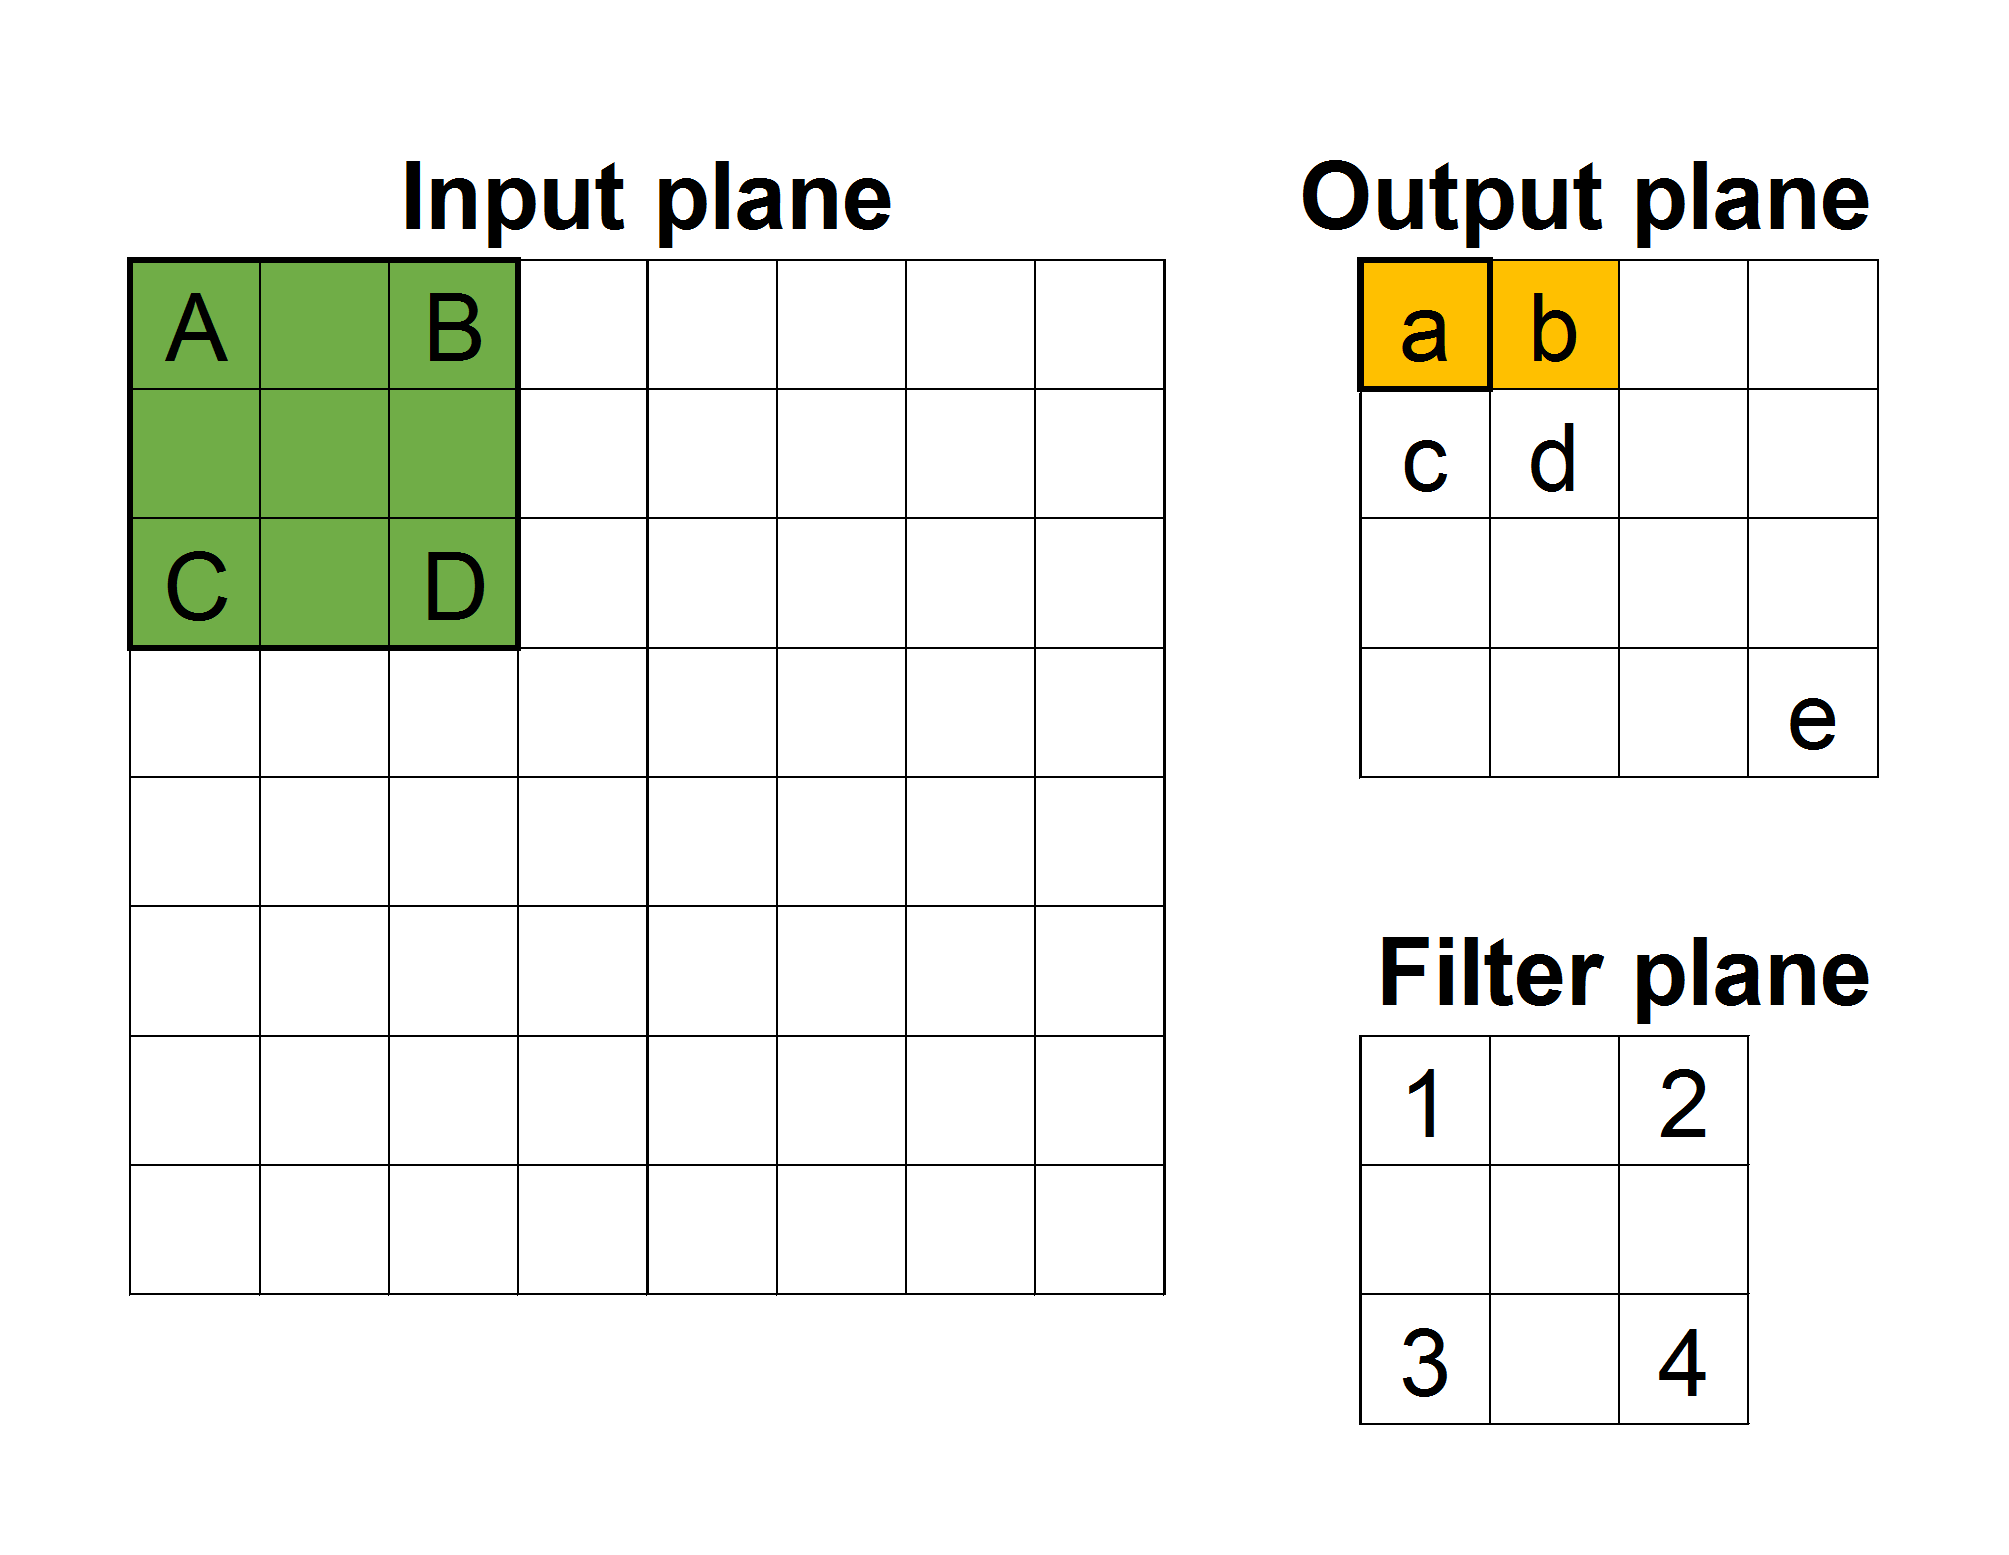 Input plane
A B
C D
Output plane
a b
c d
e
Filter plane
1 2
3 4